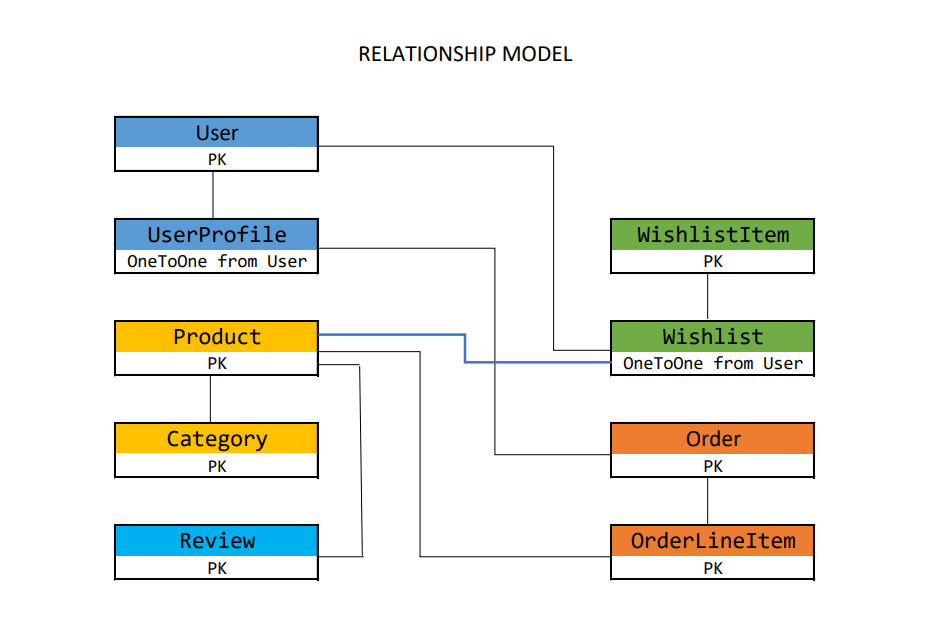 RELATIONSHIP MODEL
User
PK
UserProfile
OneToOne from User
WishlistItem
PK
Product
PK
Wishlist
OneToOne from User
Category
PK
Order
PK
Review
PK
OrderLineItem
PK